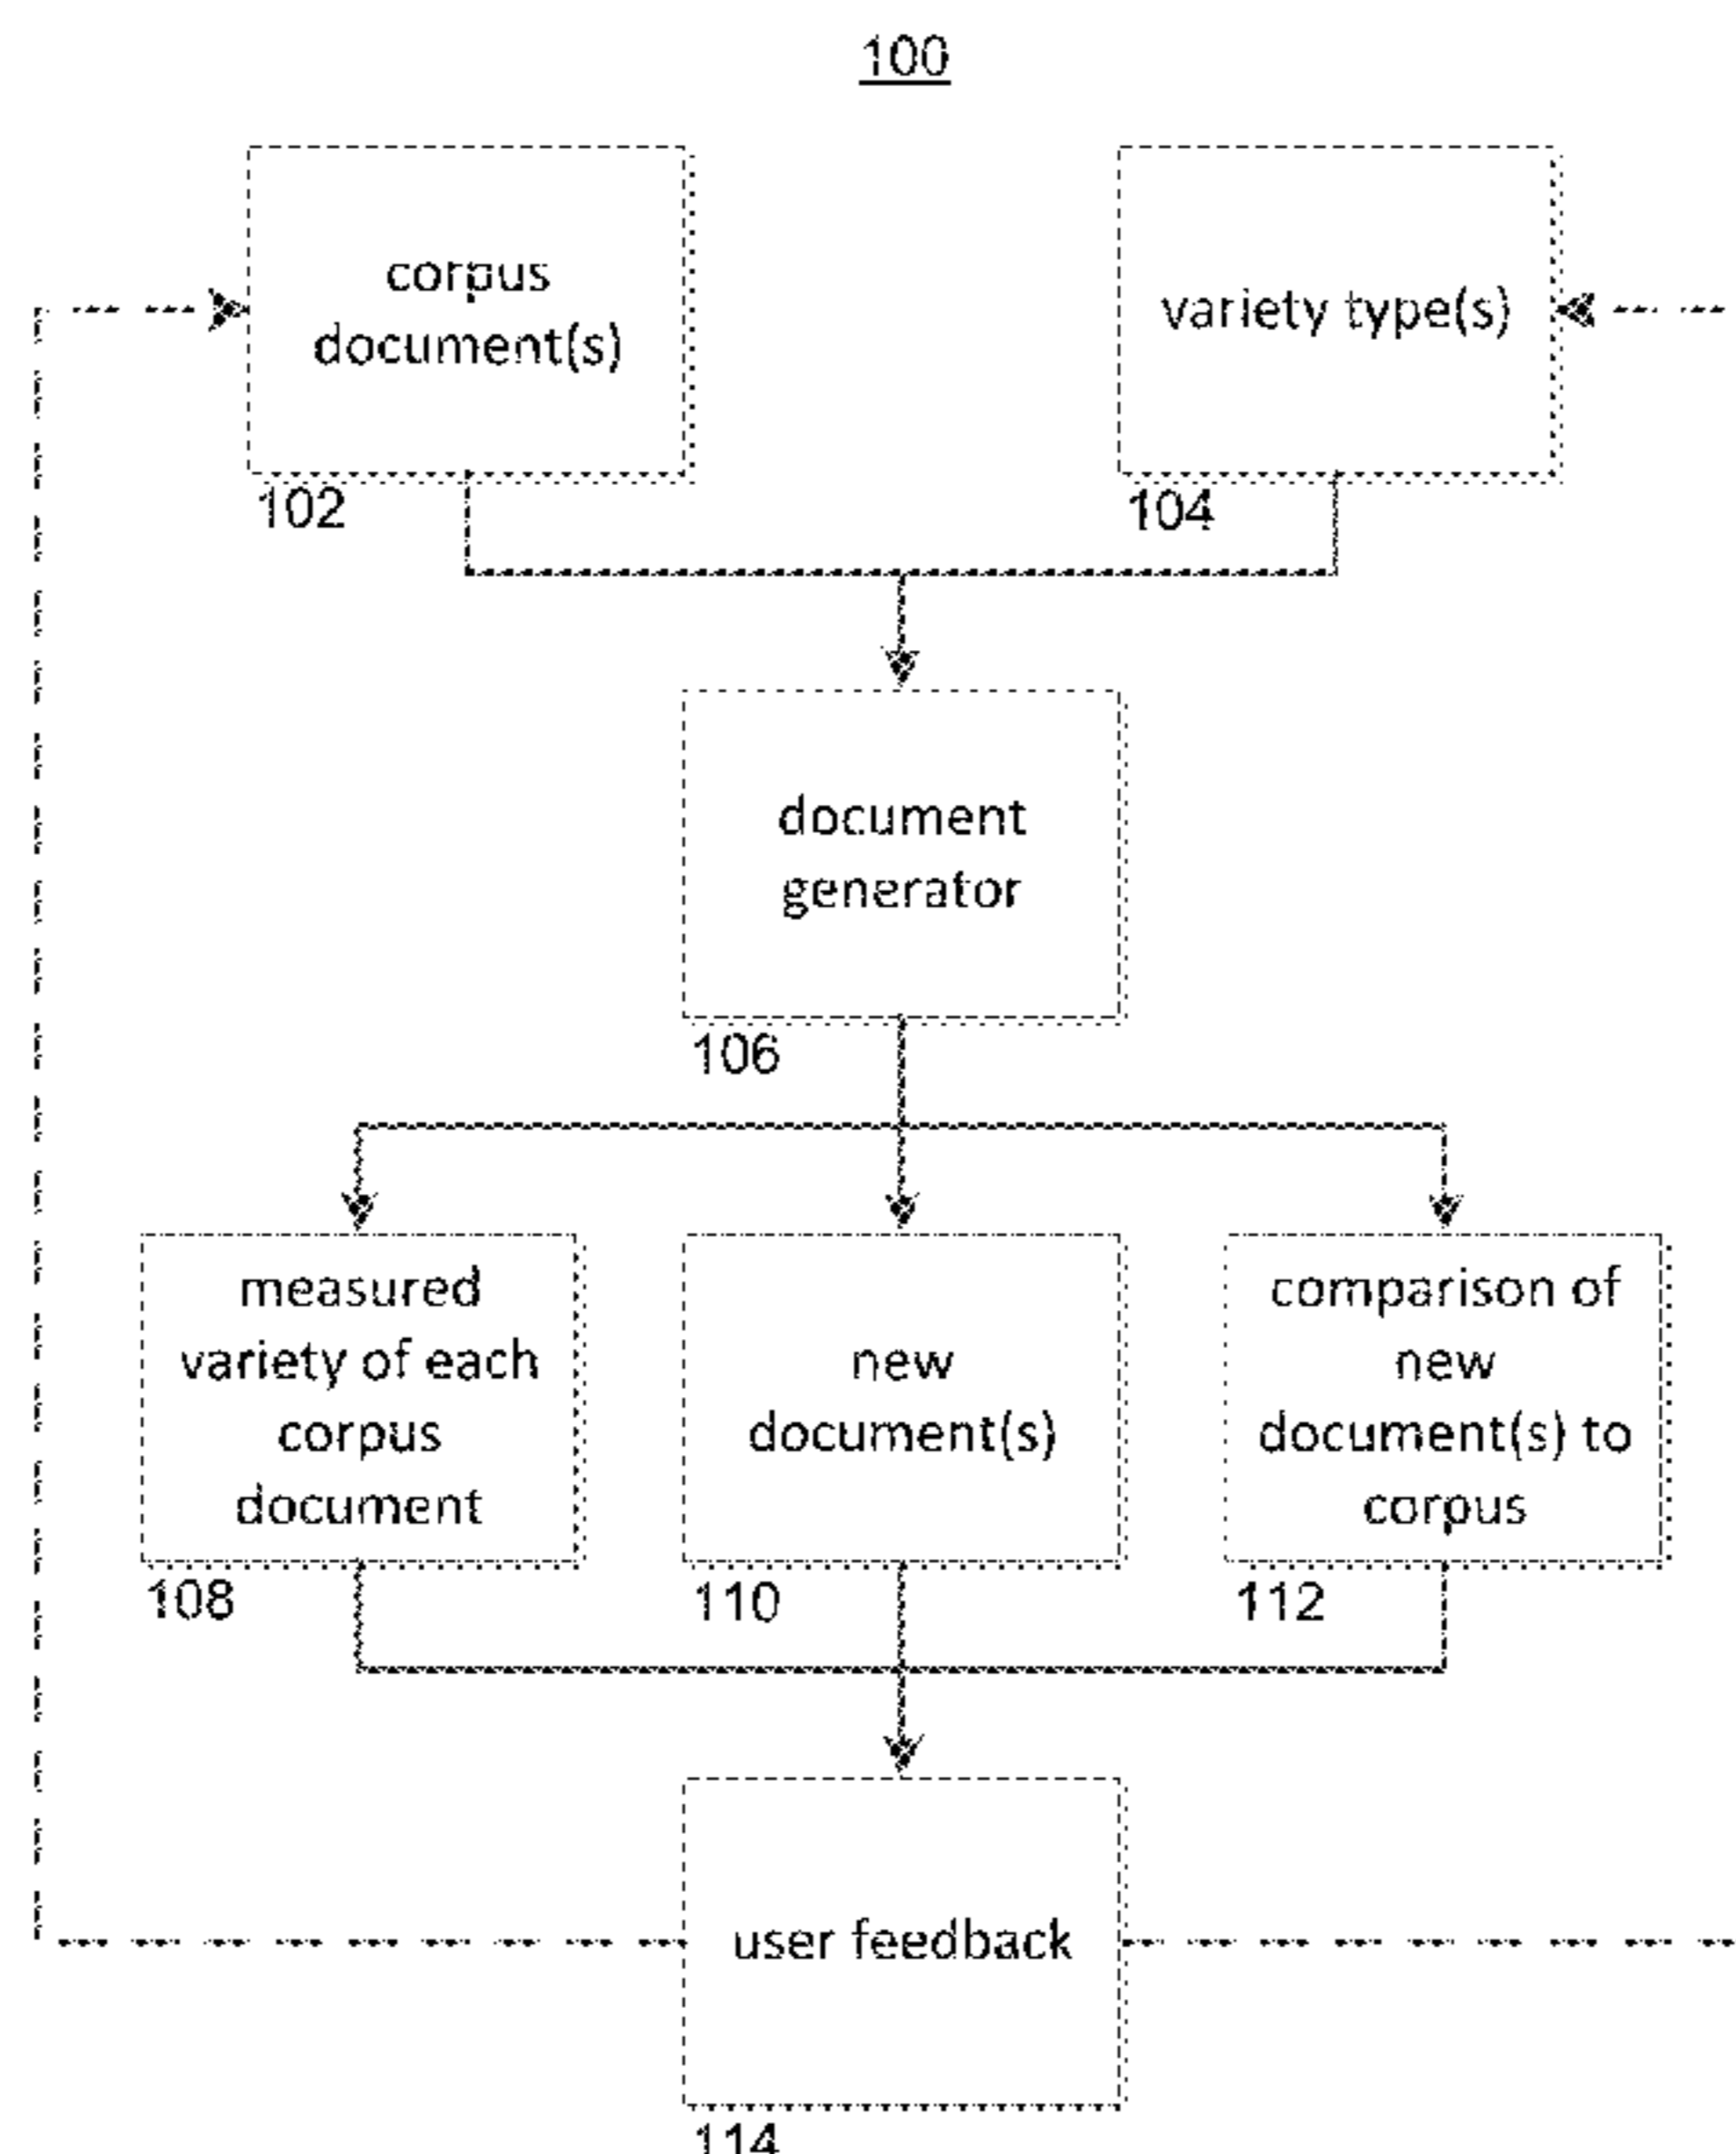 100
corpus
document(s)
102
variety type(s)
104
document
generator
106
measured
variety of each
corpus
document
108
new
document(s)
110
comparison of
new
document(s) to
corpus
112
user feedback
114